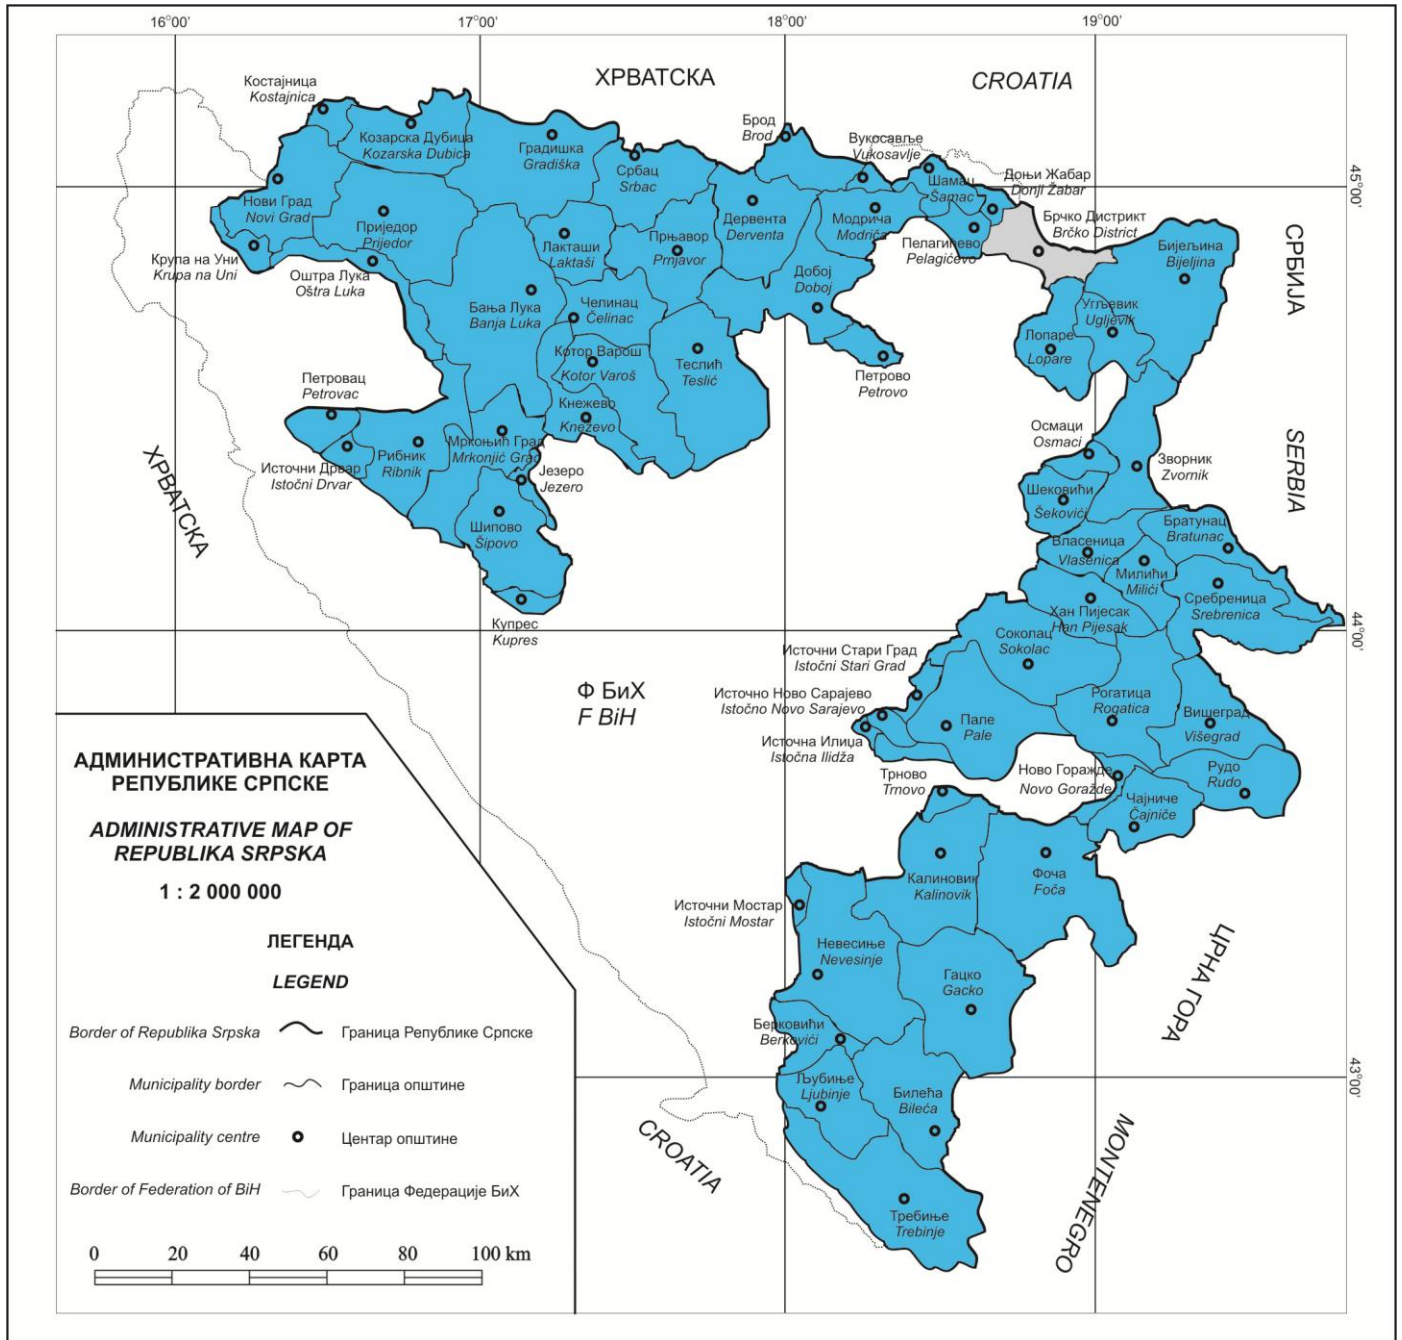 16°00'
17°00'
18°00'
19°00'
ХРВАТСКА
CROATIA
Костајница
Kostajnica
Козарска Дубица
Kozarska Dubica
Градишка
Gradiška
Србац
Srbac
Брод
Brod
Вукосавље
Vukosavlje
Шамац
Šamac
Доњи Жабар
Donji Žabar
45°00'
Нови Град
Novi Grad
Приједор
Prijedor
Лакташи
Laktaši
Прњавор
Prnjavor
Дервента
Derventa
Модрича
Modriča
Пелагићево
Pelagićevo
Брчко Дистрикт
Brčko District
Бијељина
Bijeljina
СРБИЈА
Крупа на Уни
Krupa na Uni
Оштра Лука
Oštra Luka
Бања Лука
Banja Luka
Челинац
Čelinac
Добој
Doboj
Угљевик
Ugljevik
Лопаре
Lopare
Котор Варош
Kotor Varoš
Теслић
Teslić
Петрово
Petrovo
Петровац
Petrovac
Кнежево
Knezevo
Осмаци
Osmaci
Зворник
Zvornik
SERBIA
Источни Дрвар
Istočni Drvar
Рибник
Ribnik
Мркоњић Град
Mrkonjić Grad
Језеро
Jezero
ХРВАТСКА
Шековићи
Šekovići
Шипово
Šipovo
Братунац
Bratunac
Власеница
Vlasenica
Милићи
Milići
Сребреница
Srebrenica
Хан Пијесак
Han Pijesak
Купрес
Kupres
44°00'
Соколац
Sokolac
Источни Стари Град
Istočni Stari Grad
Ф БиХ
F BiH
Источно Ново Сарајево
Istočno Novo Sarajevo
Источна Илиџа
Istočna Ilidža
Пале
Pale
Рогатица
Rogatica
Вишеград
Višegrad
Трново
Trnovo
Ново Горажде
Novo Goražde
Рудо
Rudo
Чајниче
Čajniče
Калиновик
Kalinovik
Фоча
Foča
Источни Мостар
Istočni Mostar
Невесиње
Nevesinje
Гацко
Gacko
ЦРНА ГОРА
Берковићи
Berkovići
43°00'
Љубиње
Ljubinje
Билећа
Bileća
CROATIA
MONTENEGRO
Требиње
Trebinje
АДМИНИСТРАТИВНА КАРТА
РЕПУБЛИКЕ СРПСКЕ
ADMINISTRATIVE MAP OF
REPUBLIKA SRPSKA
1 : 2 000 000
ЛЕГЕНДА
LEGEND
Border of Republika Srpska Граница Републике Српске
Municipality border Граница општине
Municipality centre Центар општине
Border of Federation of BiH Граница Федерације БиХ
0 20 40 60 80 100 km